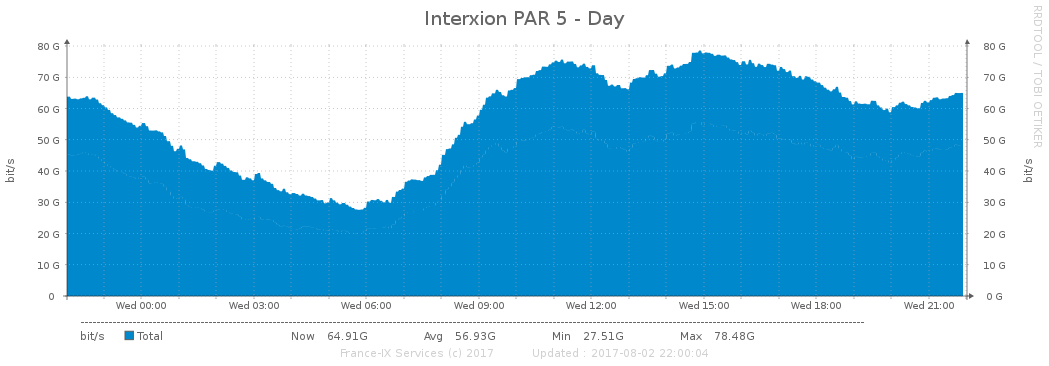 Interxion PAR 5 - Day
RRDTOOL / TOBI OETIKER
80 G 80 G
70 G 70 G
60 G 60 G
50 G 50 G
40 G 40 G
30 G 30 G
20 G 20 G
10 G 10 G
0 0 G
bit/s
bit/s
Wed 00:00 Wed 03:00 Wed 06:00 Wed 09:00 Wed 12:00 Wed 15:00 Wed 18:00 Wed 21:00
bit/s Total Now 64.91G Avg 56.93G Min 27.51G Max 78.48G
France-IX Services (c) 2017 Updated : 2017-08-02 22:00:04